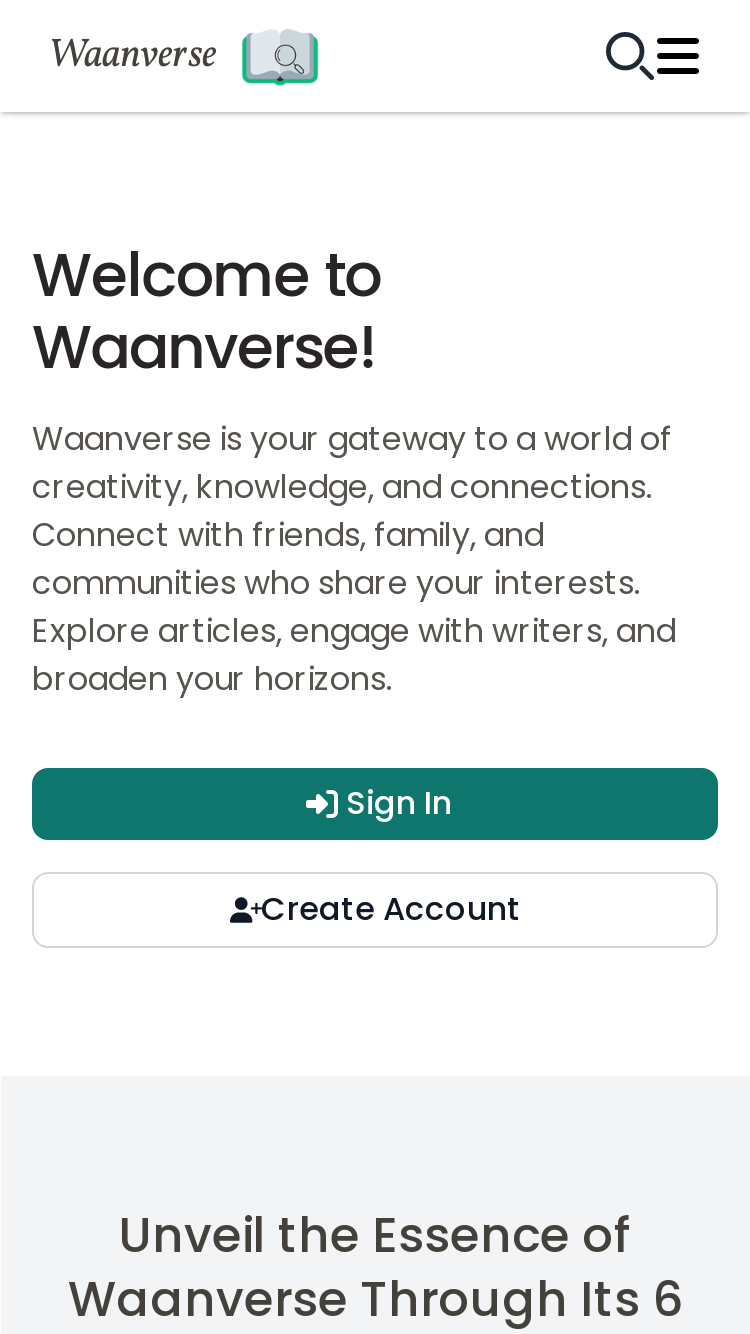 Waanverse
Welcome to
Waanverse!
Waanverse is your gateway to a world of
creativity, knowledge, and connections.
Connect with friends, family, and
communities who share your interests.
Explore articles, engage with writers, and
broaden your horizons.
Sign In
Create Account
Unveil the Essence of
Waanverse Through Its 6